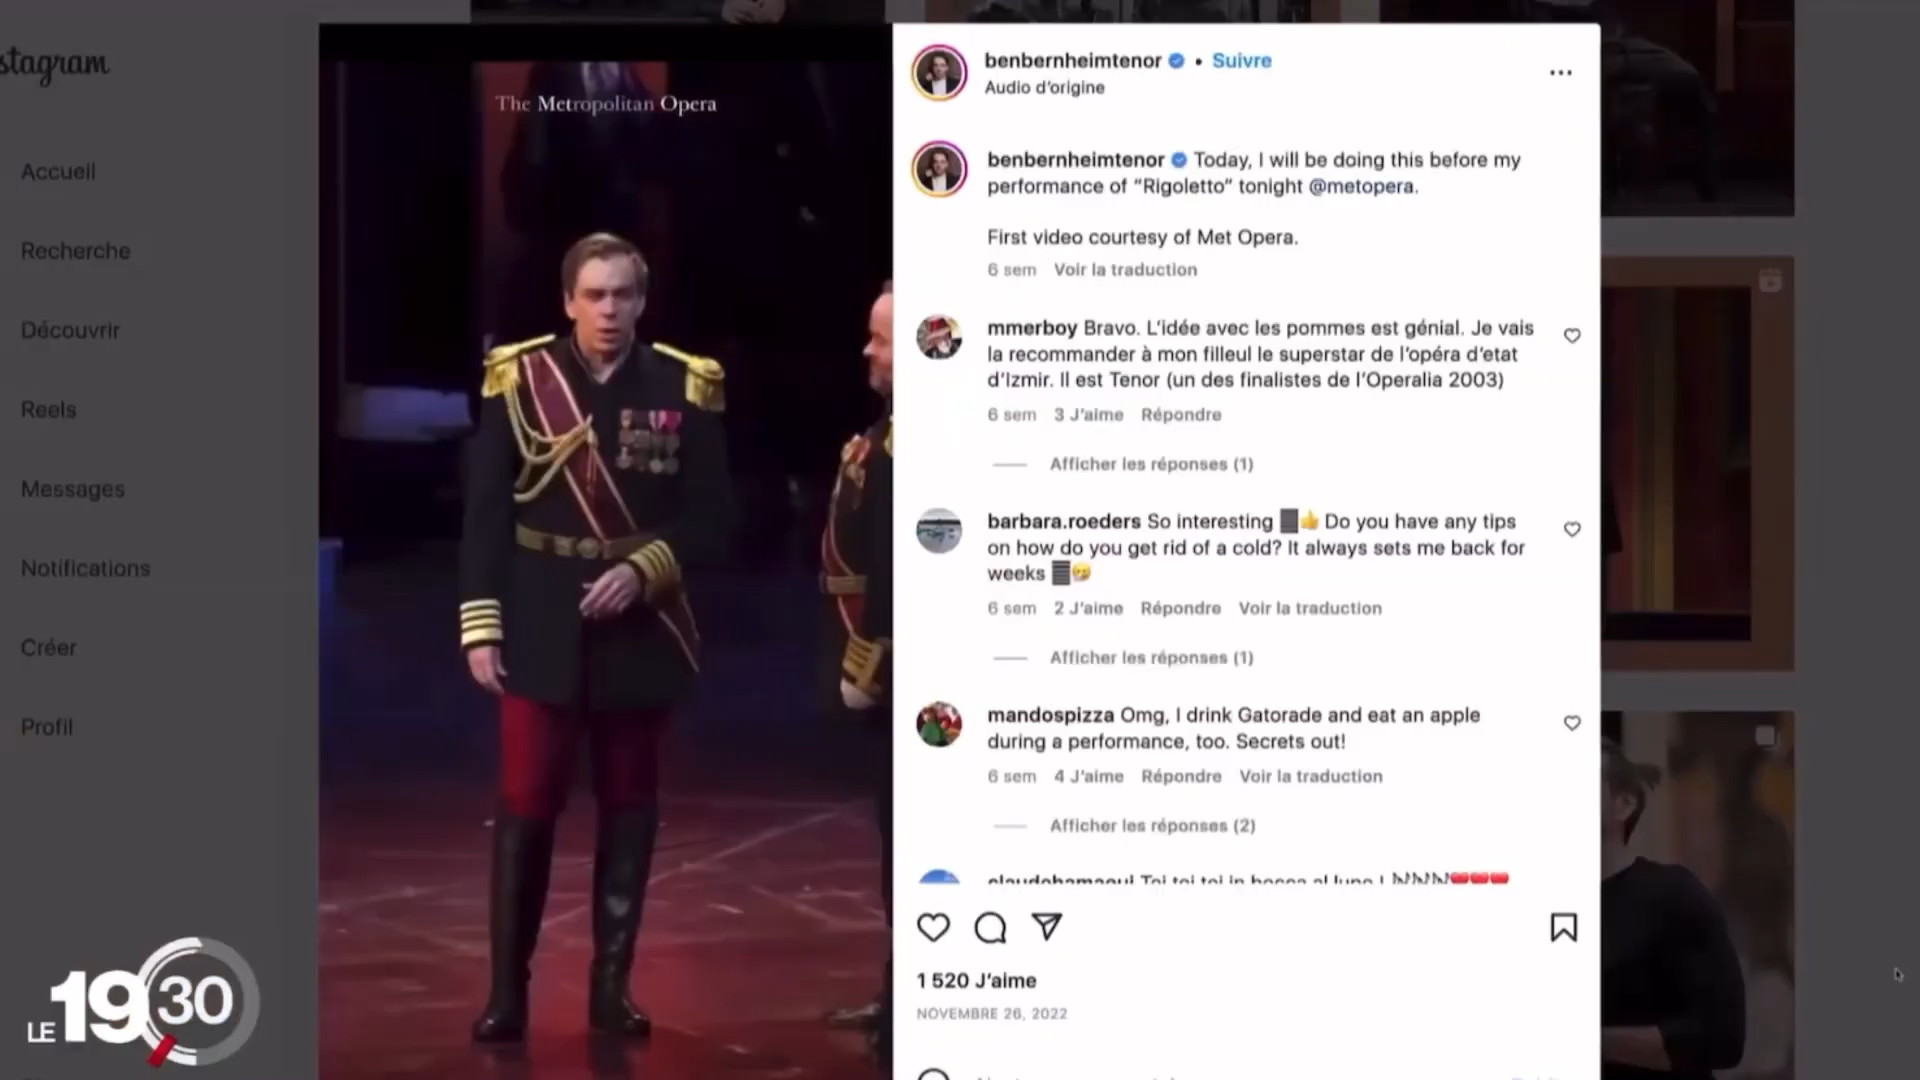 stagram
Accueil
Recherche
Découvrir
Reels
Messages
Notifications
Créer
Profil
LE 19 30
The Metropolitan Opera
benbernheimtenor • Suivre
Audio d'origine
benbernheimtenor Today, I will be doing this before my
performance of “Rigoletto” tonight @metopera.
First video courtesy of Met Opera.
6 sem Voir la traduction
mmerboy Bravo. L'idée avec les pommes est génial. Je vais
la recommander à mon filleul le superstar de l'opéra d'etat
d'Izmir. Il est Tenor (un des finalistes de l'Operalia 2003)
6 sem 3 J'aime Répondre
Afficher les réponses (1)
barbara.roeders So interesting 👍 Do you have any tips
on how do you get rid of a cold? It always sets me back for
weeks
6 sem 2 J'aime Répondre Voir la traduction
Afficher les réponses (1)
mandospizza Omg, I drink Gatorade and eat an apple
during a performance, too. Secrets out!
6 sem 4 J'aime Répondre Voir la traduction
Afficher les réponses (2)
claudehamaoui Toi toi toi in bocca al lupo !
1 520 J'aime
NOVEMBRE 26, 2022